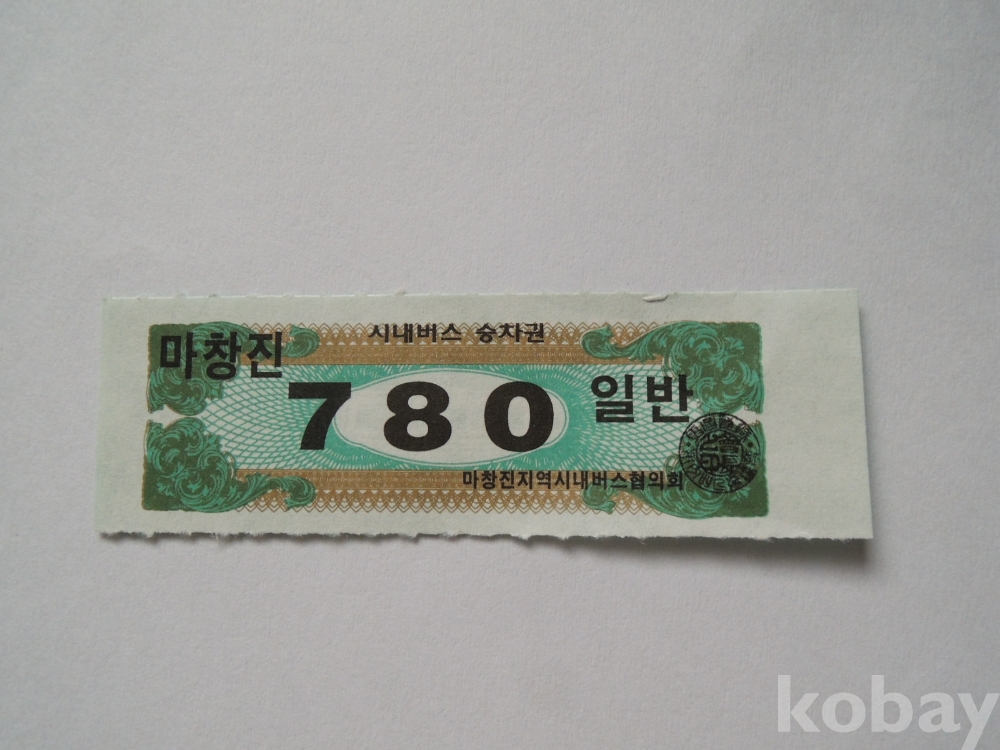 시내버스 승차권
마창진
780 일반
마창진지역시내버스협의회
kobay